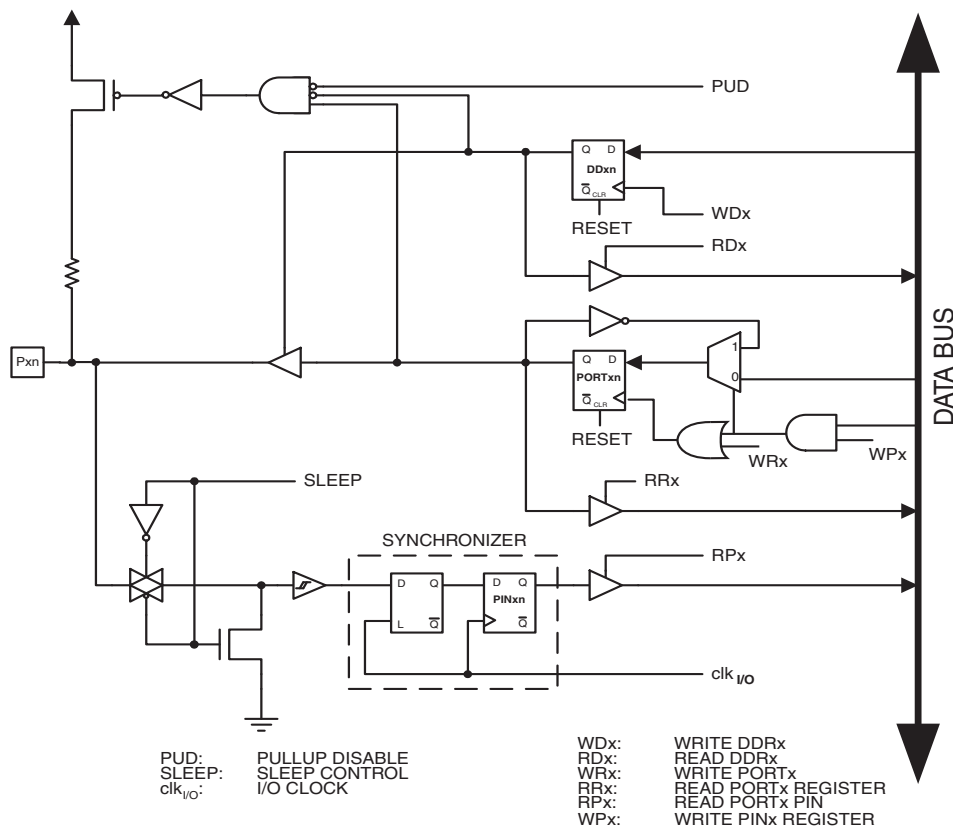 PUD
Q D
DDxn
Q CLR
WDx
RESET
RDx
1
Pxn
Q D
PORTxn
0
Q CLR
RESET
WRx
WPx
SLEEP
RRx
SYNCHRONIZER
RPx
D Q
D Q
PINxn
L Q
Q
clk I/O
DATA BUS
PUD: PULLUP DISABLE
SLEEP: SLEEP CONTROL
clkI/O: I/O CLOCK
WDx: WRITE DDRx
RDx: READ DDRx
WRx: WRITE PORTx
RRx: READ PORTx REGISTER
RPx: READ PORTx PIN
WPx: WRITE PINx REGISTER